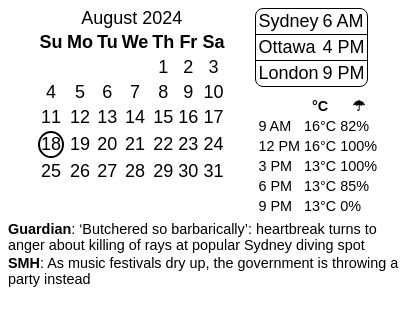 August 2024
Su Mo Tu We Th Fr Sa
1 2 3
4 5 6 7 8 9 10
11 12 13 14 15 16 17
18 19 20 21 22 23 24
25 26 27 28 29 30 31
Sydney 6 AM
Ottawa 4 PM
London 9 PM
°C ☂
9 AM 16°C 82%
12 PM 16°C 100%
3 PM 13°C 100%
6 PM 13°C 85%
9 PM 13°C 0%
Guardian: ‘Butchered so barbarically’: heartbreak turns to
anger about killing of rays at popular Sydney diving spot
SMH: As music festivals dry up, the government is throwing a
party instead